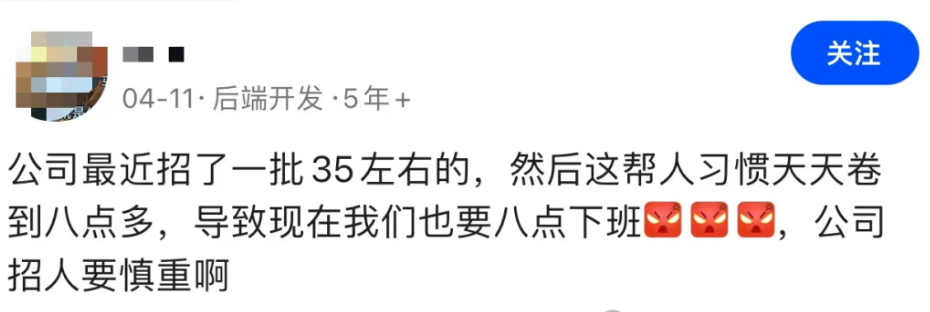 关注
04-11· 后端开发 ·5年+
公司最近招了一批35左右的，然后这帮人习惯天天卷
到八点多，导致现在我们也要八点下班，公司
招人要慎重啊